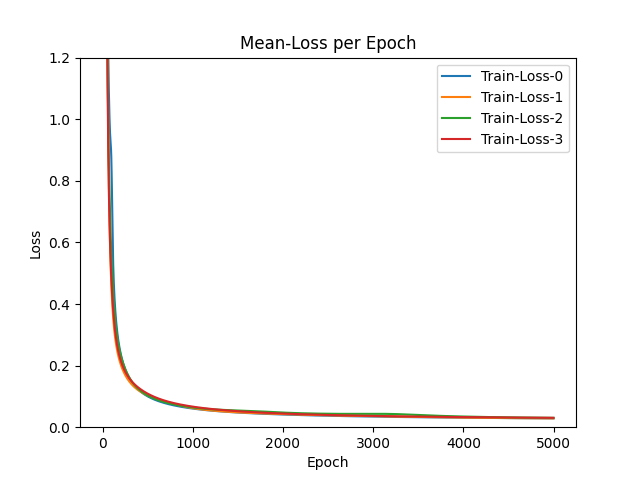 Mean-Loss per Epoch
1.2
1.0
0.8
0.6
0.4
0.2
0.0
Loss
Train-Loss-0
Train-Loss-1
Train-Loss-2
Train-Loss-3
0 1000 2000 3000 4000 5000
Epoch